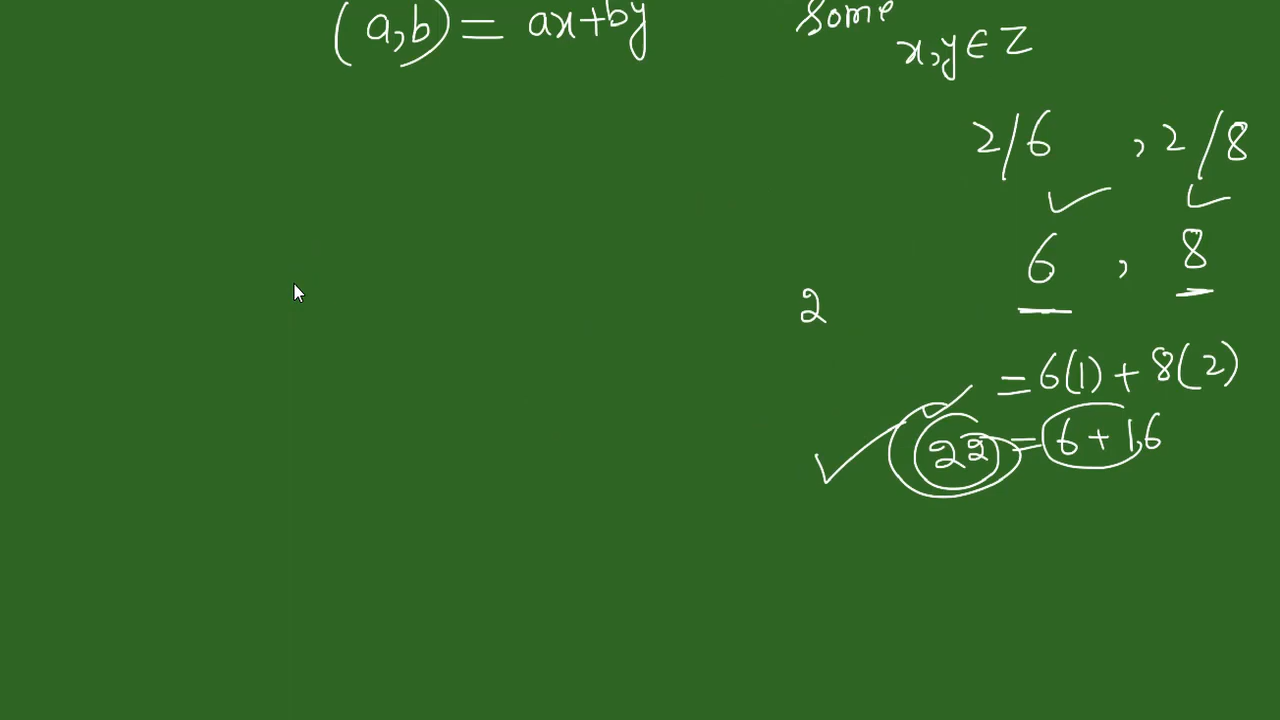 (a,b) = ax+by some
x,y ∈ Z
2/6 , 2/8
6 , 8
2
= 6(1) + 8(2)
22 = 6 + 16